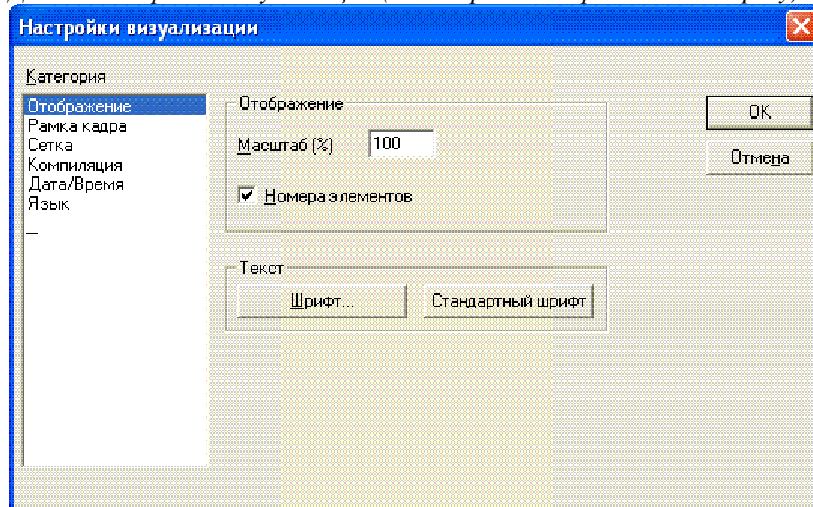 Настройки визуализации
Категория
Отображение
Рамка кадра
Сетка
Компиляция
Дата/Время
Язык
Отображение
Масштаб (%) 100
Номера элементов
Текст
Шрифт... Стандартный шрифт
OK
Отмена